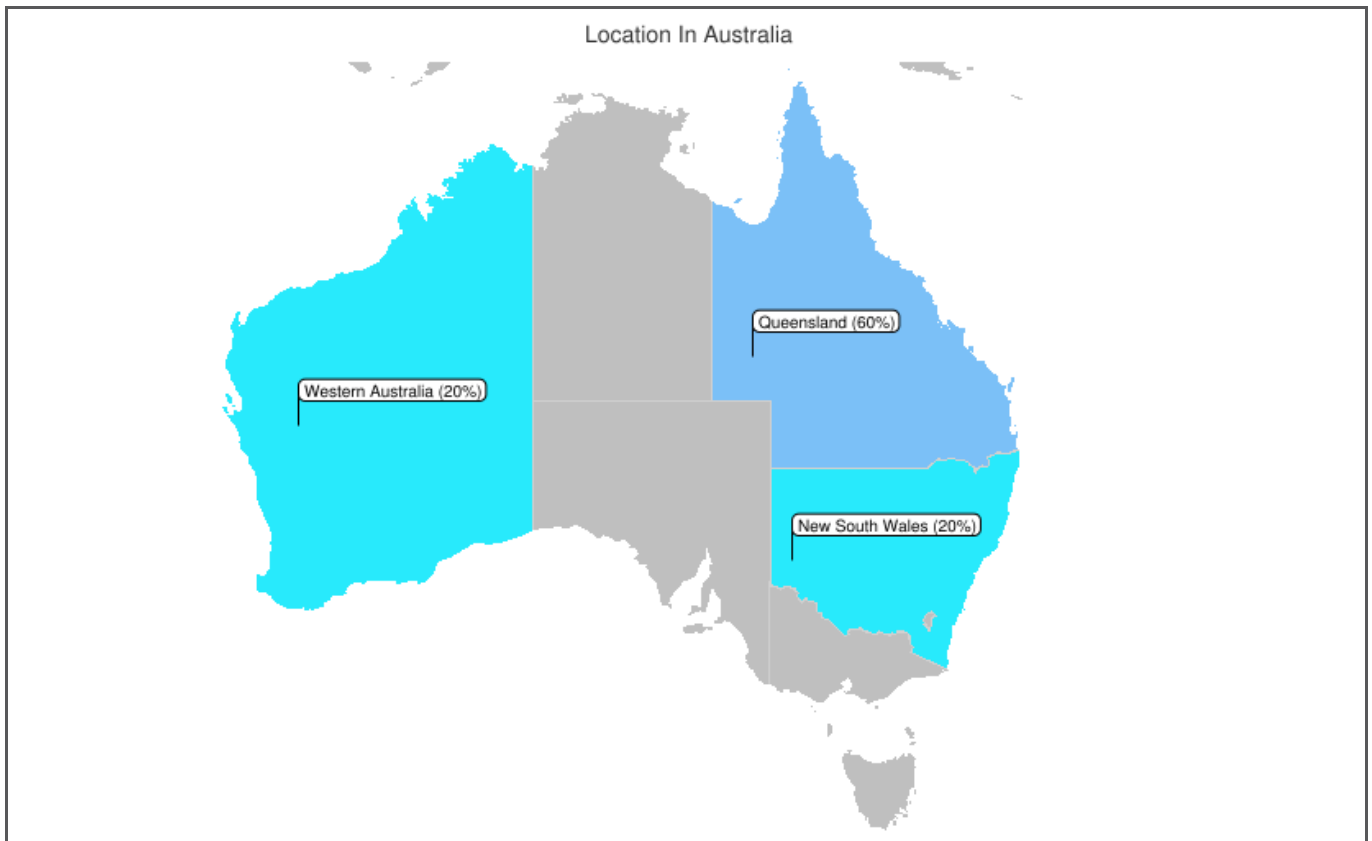 Location In Australia
Queensland (60%)
Western Australia (20%)
New South Wales (20%)